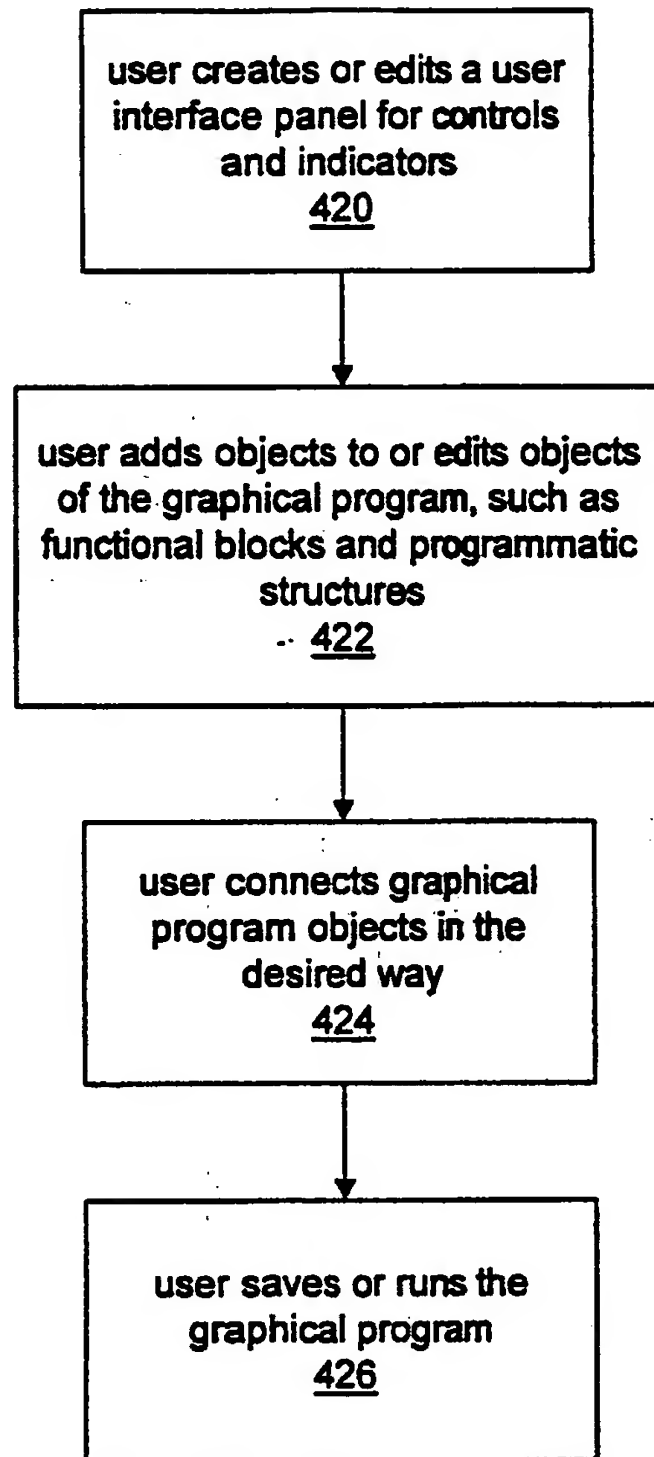 user creates or edits a user
interface panel for controls
and indicators
420
user adds objects to or edits objects
of the graphical program, such as
functional blocks and programmatic
structures
422
user connects graphical
program objects in the
desired way
424
user saves or runs the
graphical program
426